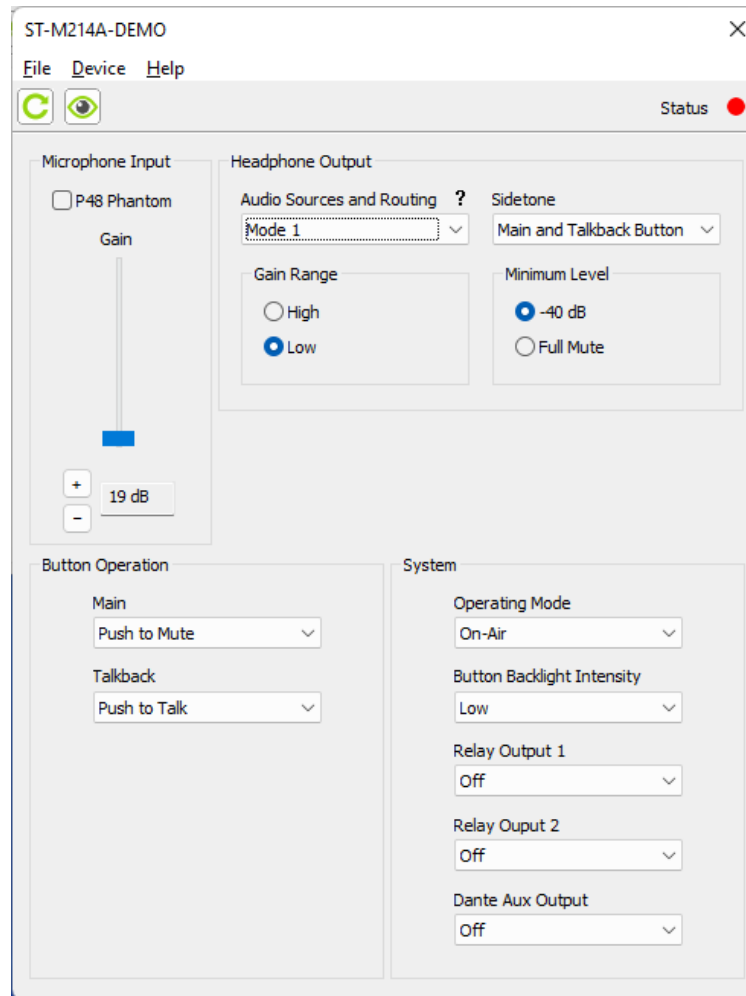 ST-M214A-DEMO
File Device Help
Status
Microphone Input
P48 Phantom
Gain
+
19 dB
-
Headphone Output
Audio Sources and Routing ?
Mode 1
Sidetone
Main and Talkback Button
Gain Range
High
Low
Minimum Level
-40 dB
Full Mute
Button Operation
Main
Push to Mute
Talkback
Push to Talk
System
Operating Mode
On-Air
Button Backlight Intensity
Low
Relay Output 1
Off
Relay Ouput 2
Off
Dante Aux Output
Off